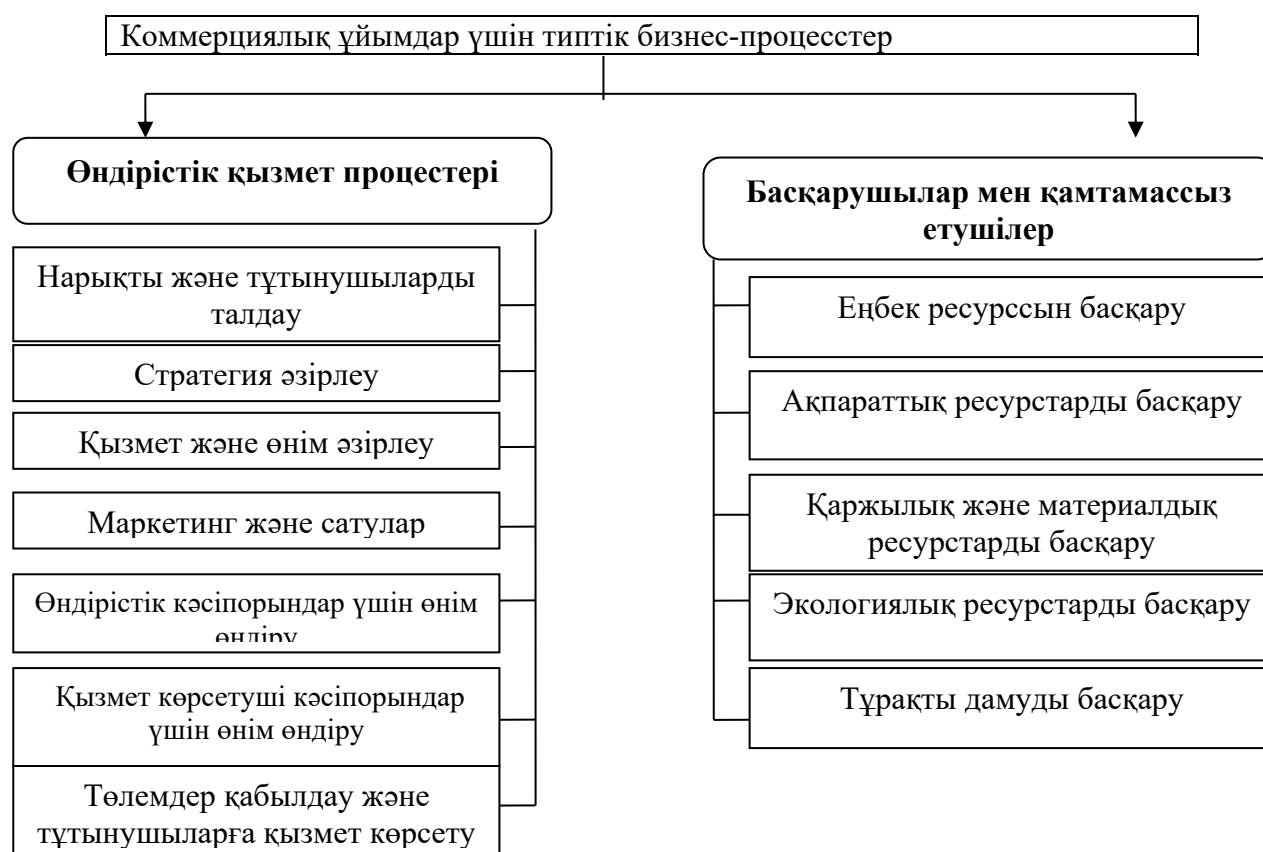 Коммерциялық ұйымдар үшін типтік бизнес-процесстер
Өндірістік қызмет процестері
Нарықты және тұтынушыларды
талдау
Стратегия әзірлеу
Қызмет және өнім әзірлеу
Маркетинг және сатулар
Өндірістік кәсіпорындар үшін өнім
өндіру
Қызмет көрсетуші кәсіпорындар
үшін өнім өндіру
Төлемдер қабылдау және
тұтынушыларға қызмет көрсету
Басқарушылар мен қамтамассыз
етушілер
Еңбек ресурссын басқару
Ақпараттық ресурстарды басқару
Қаржылық және материалдық
ресурстарды басқару
Экологиялық ресурстарды басқару
Тұрақты дамуды басқару